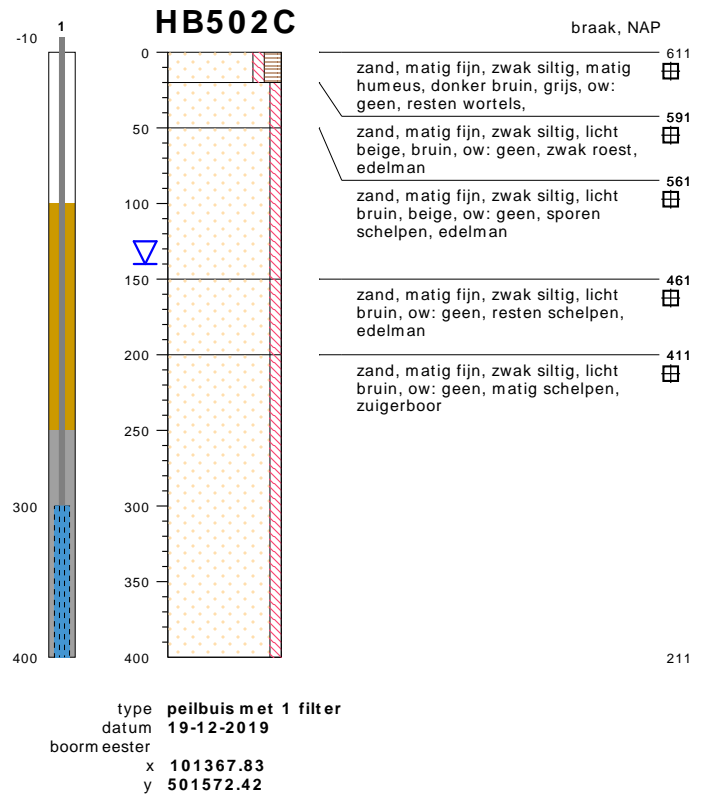 HB502C
braak, NAP
1
-10
0
50
100
150
200
250
300
350
400
300
400
611
zand, matig fijn, zwak siltig, matig
humeus, donker bruin, grijs, ow:
geen, resten wortels,
591
zand, matig fijn, zwak siltig, licht
beige, bruin, ow: geen, zwak roest,
edelman
561
zand, matig fijn, zwak siltig, licht
bruin, beige, ow: geen, sporen
schelpen, edelman
461
zand, matig fijn, zwak siltig, licht
bruin, ow: geen, resten schelpen,
edelman
411
zand, matig fijn, zwak siltig, licht
bruin, ow: geen, matig schelpen,
zuigerboor
211
type peilbuis met 1 filter
datum 19-12-2019
boormeester
x 101367.83
y 501572.42